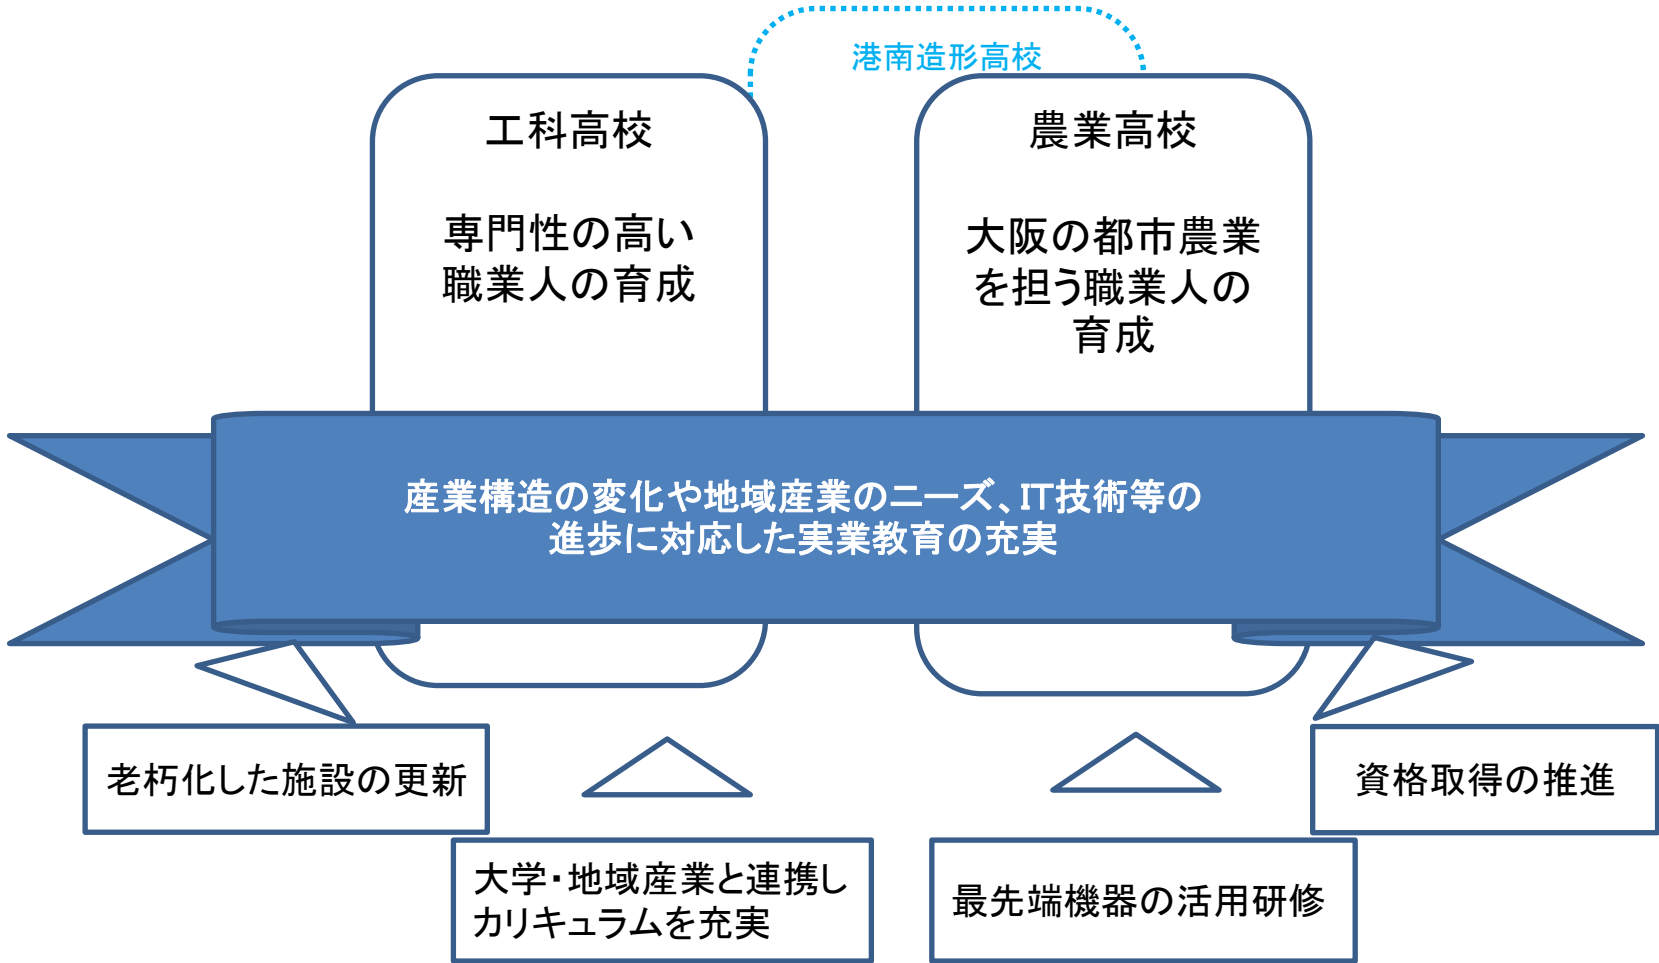 港南造形高校
工科高校
専門性の高い
職業人の育成
農業高校
大阪の都市農業
を担う職業人の
育成
産業構造の変化や地域産業のニーズ、IT技術等の
進歩に対応した実業教育の充実
老朽化した施設の更新
大学・地域産業と連携し
カリキュラムを充実
最先端機器の活用研修
資格取得の推進